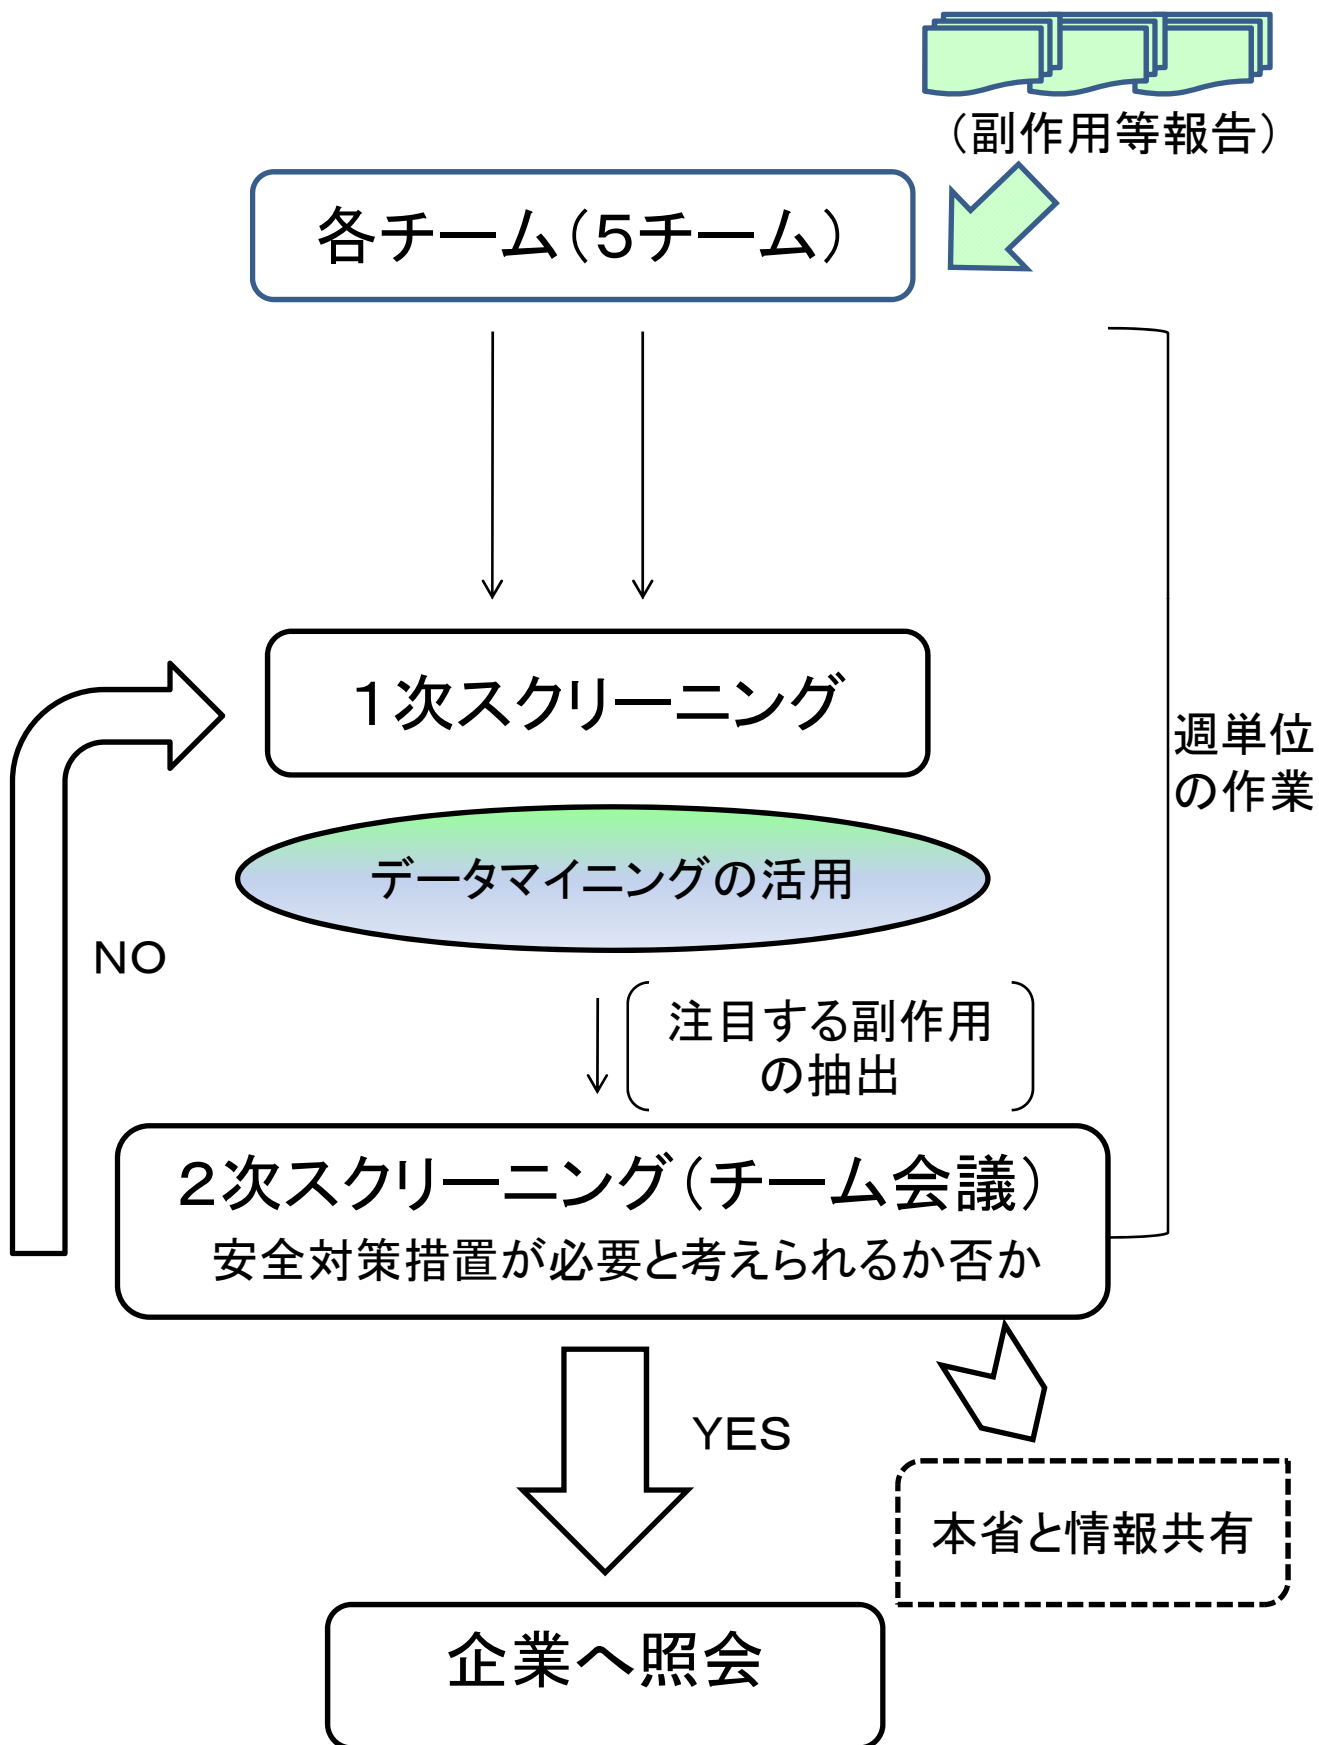 （副作用等報告）
各チーム（５チーム）
１次スクリーニング
週単位
の作業
データマイニングの活用
NO
注目する副作用
の抽出
２次スクリーニング（チーム会議）
安全対策措置が必要と考えられるか否か
YES
本省と情報共有
企業へ照会